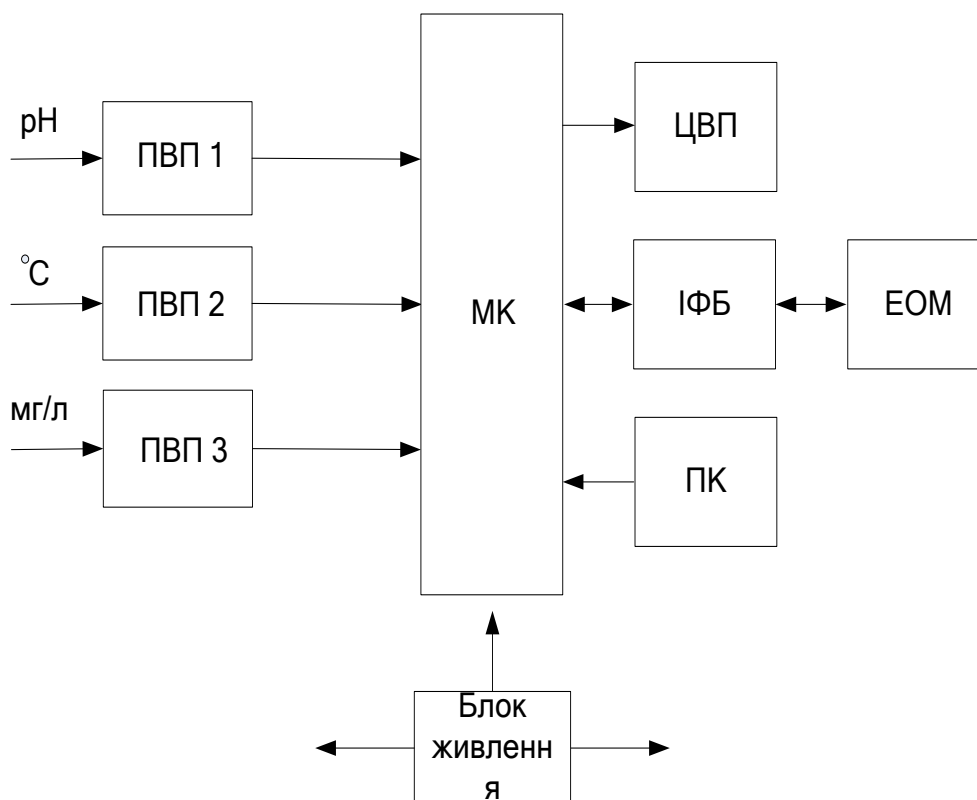 pH
ПВП 1
°C
ПВП 2
мг/л
ПВП 3
МК
ЦВП
ІФБ
ЕОМ
ПК
Блок
живленн
я